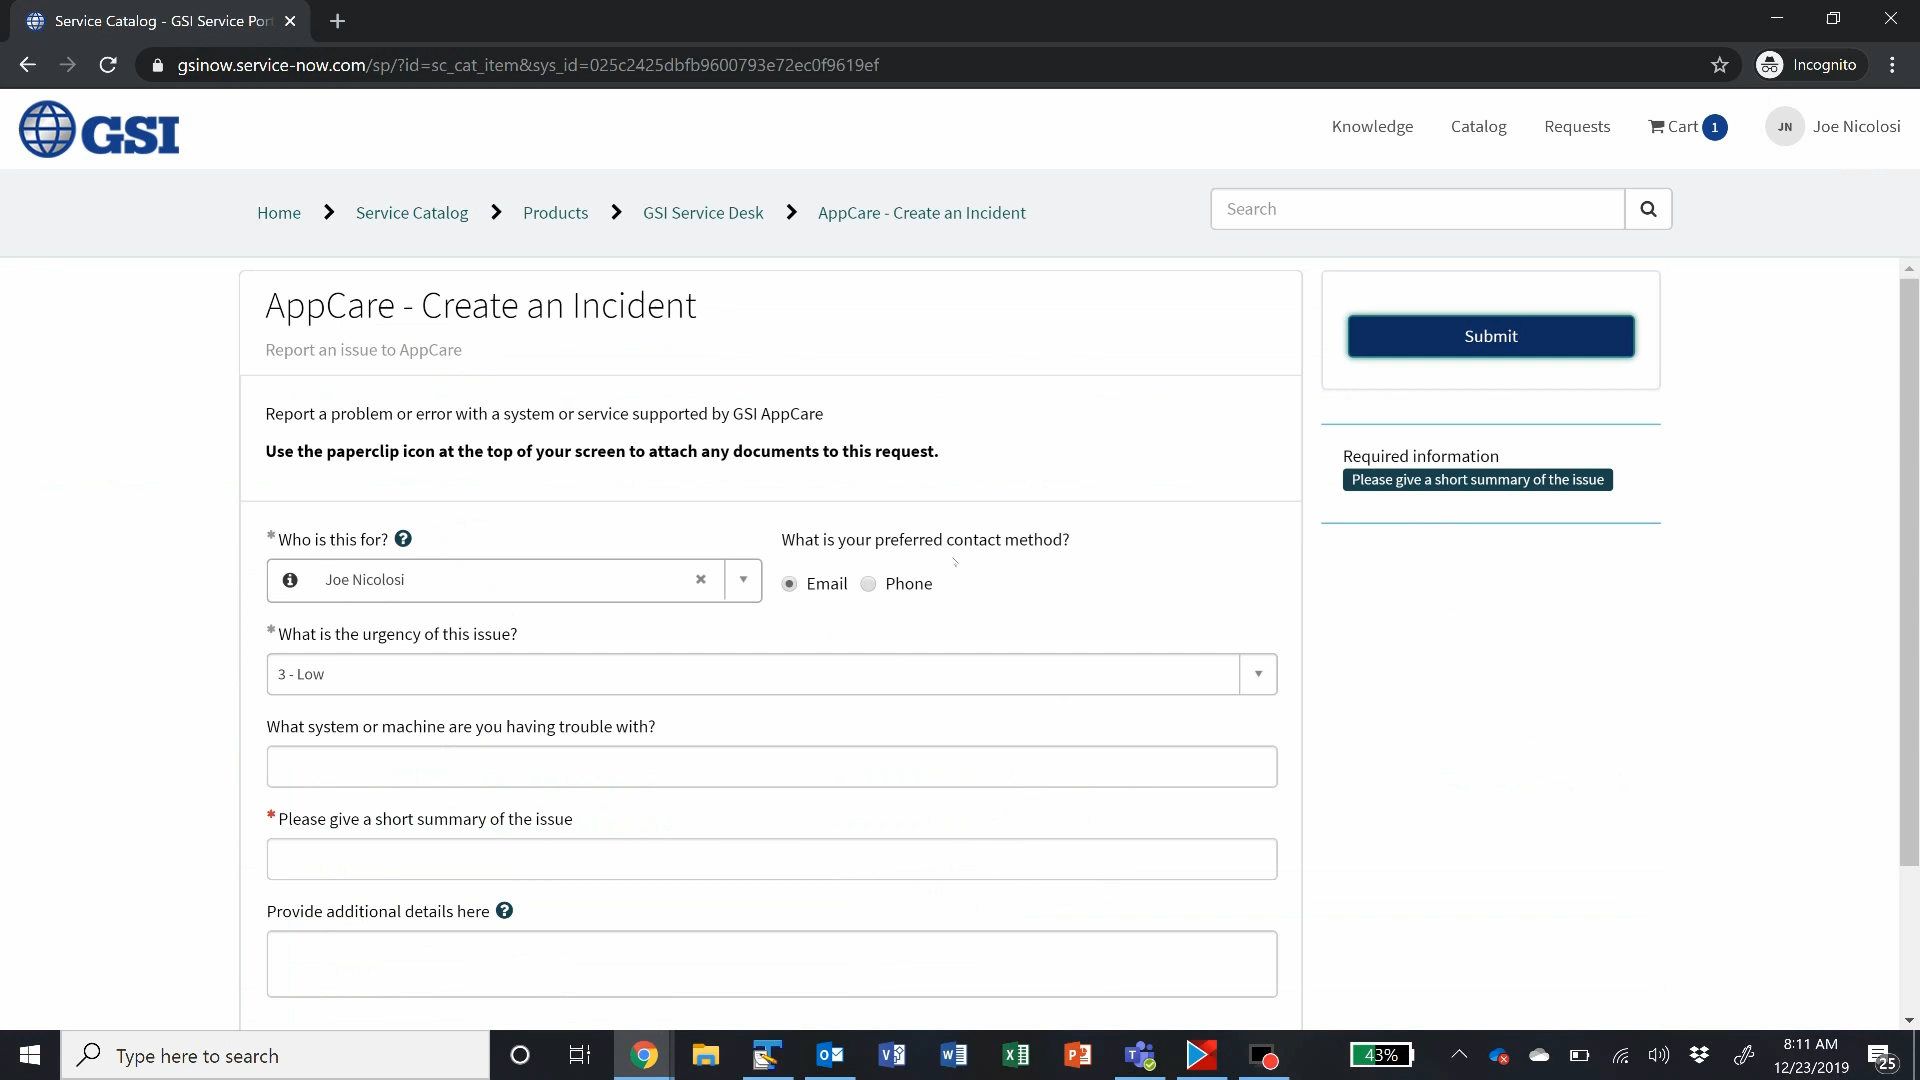 Service Catalog - GSI Service Port
gsinow.service-now.com/sp/?id=sc_cat_item&sys_id=025c2425dbfb9600793e72ec0f9619ef
Incognito
GSI
Knowledge
Catalog
Requests
Cart 1
JN Joe Nicolosi
Home
Service Catalog
Products
GSI Service Desk
AppCare - Create an Incident
Search
AppCare - Create an Incident
Report an issue to AppCare
Submit
Report a problem or error with a system or service supported by GSI AppCare
Use the paperclip icon at the top of your screen to attach any documents to this request.
Required information
Please give a short summary of the issue
* Who is this for? ?
Joe Nicolosi
What is your preferred contact method?
Email
Phone
* What is the urgency of this issue?
3 - Low
What system or machine are you having trouble with?
* Please give a short summary of the issue
Provide additional details here ?
Type here to search
43%
8:11 AM
12/23/2019
25